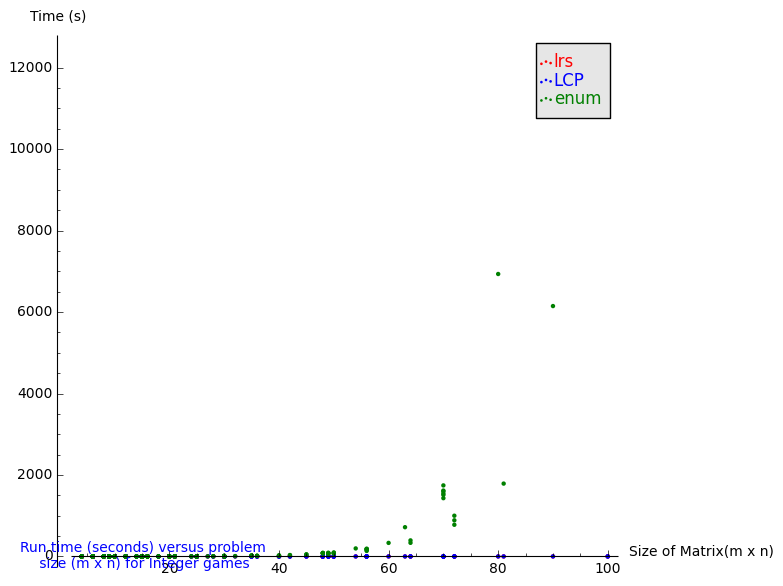 Time (s)
lrs
LCP
enum
12000
10000
8000
6000
4000
2000
0
Run time (seconds) versus problem
size (m x n) for Integer games
20
40
60
80
100
Size of Matrix(m x n)